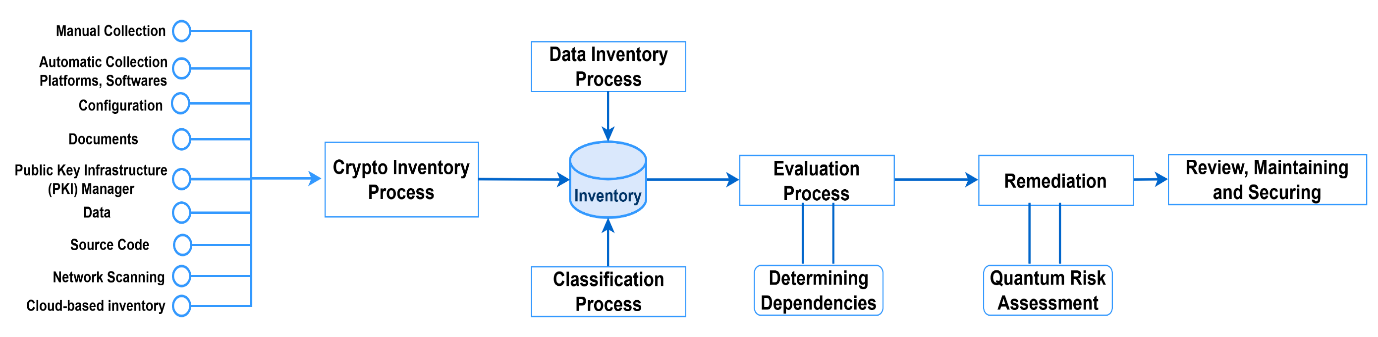 Manual Collection
Automatic Collection
Platforms, Softwares
Configuration
Documents
Public Key Infrastructure
(PKI) Manager
Data
Source Code
Network Scanning
Cloud-based inventory
Crypto Inventory
Process
Data Inventory
Process
Inventory
Classification
Process
Evaluation
Process
Determining
Dependencies
Remediation
Quantum Risk
Assessment
Review, Maintaining
and Securing